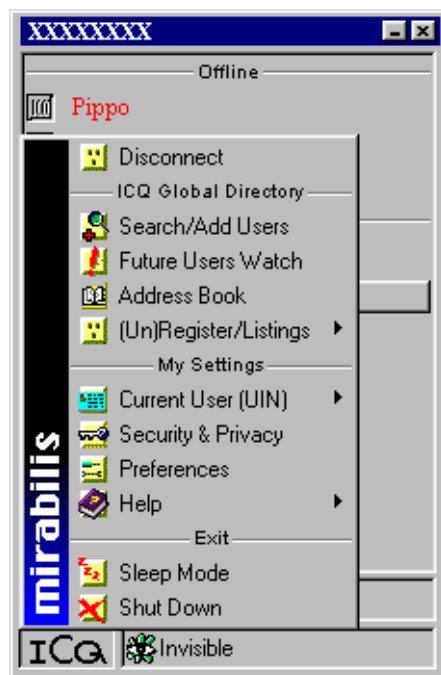 XXXXXXXX
Offline
Pippo
Disconnect
ICQ Global Directory
Search/Add Users
Future Users Watch
Address Book
(Un)Register/Listings
My Settings
Current User (UIN)
Security & Privacy
Preferences
Help
Exit
Sleep Mode
Shut Down
mirabilis
ICQ
Invisible